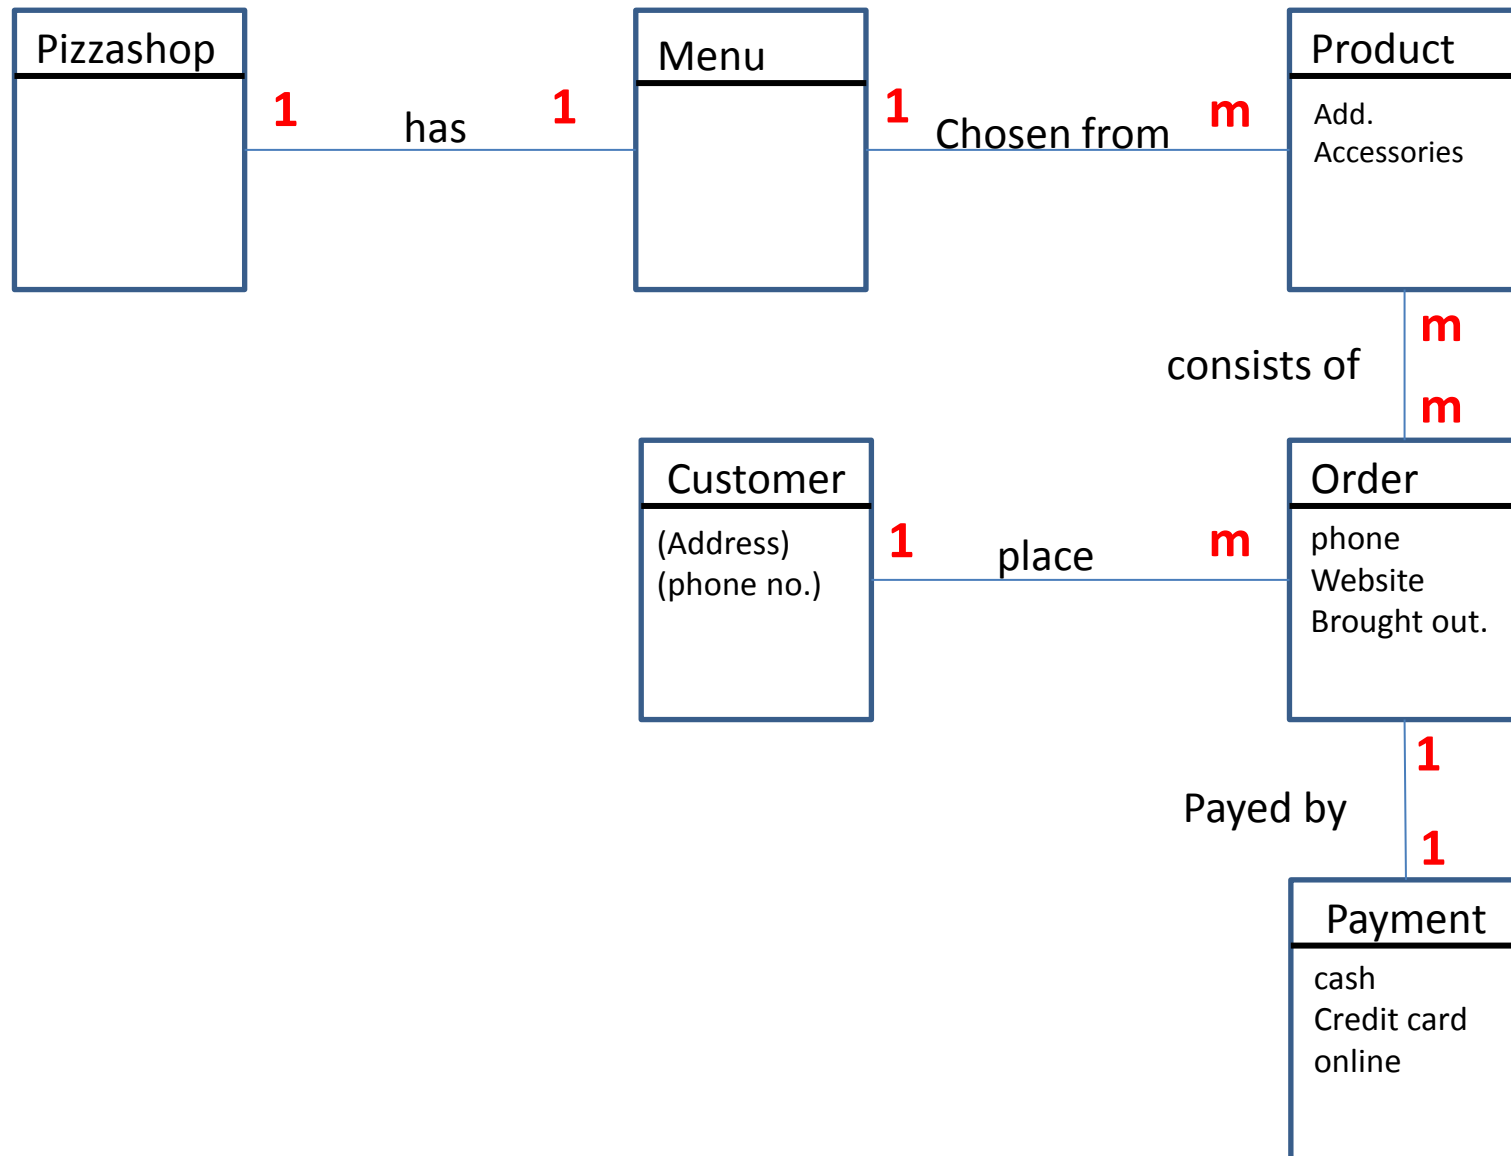 Pizzashop
1
has
1
Menu
1
Chosen from
m
Product
Add.
Accessories
m
consists of
m
Customer
(Address)
(phone no.)
1
place
m
Order
phone
Website
Brought out.
1
Payed by
1
Payment
cash
Credit card
online